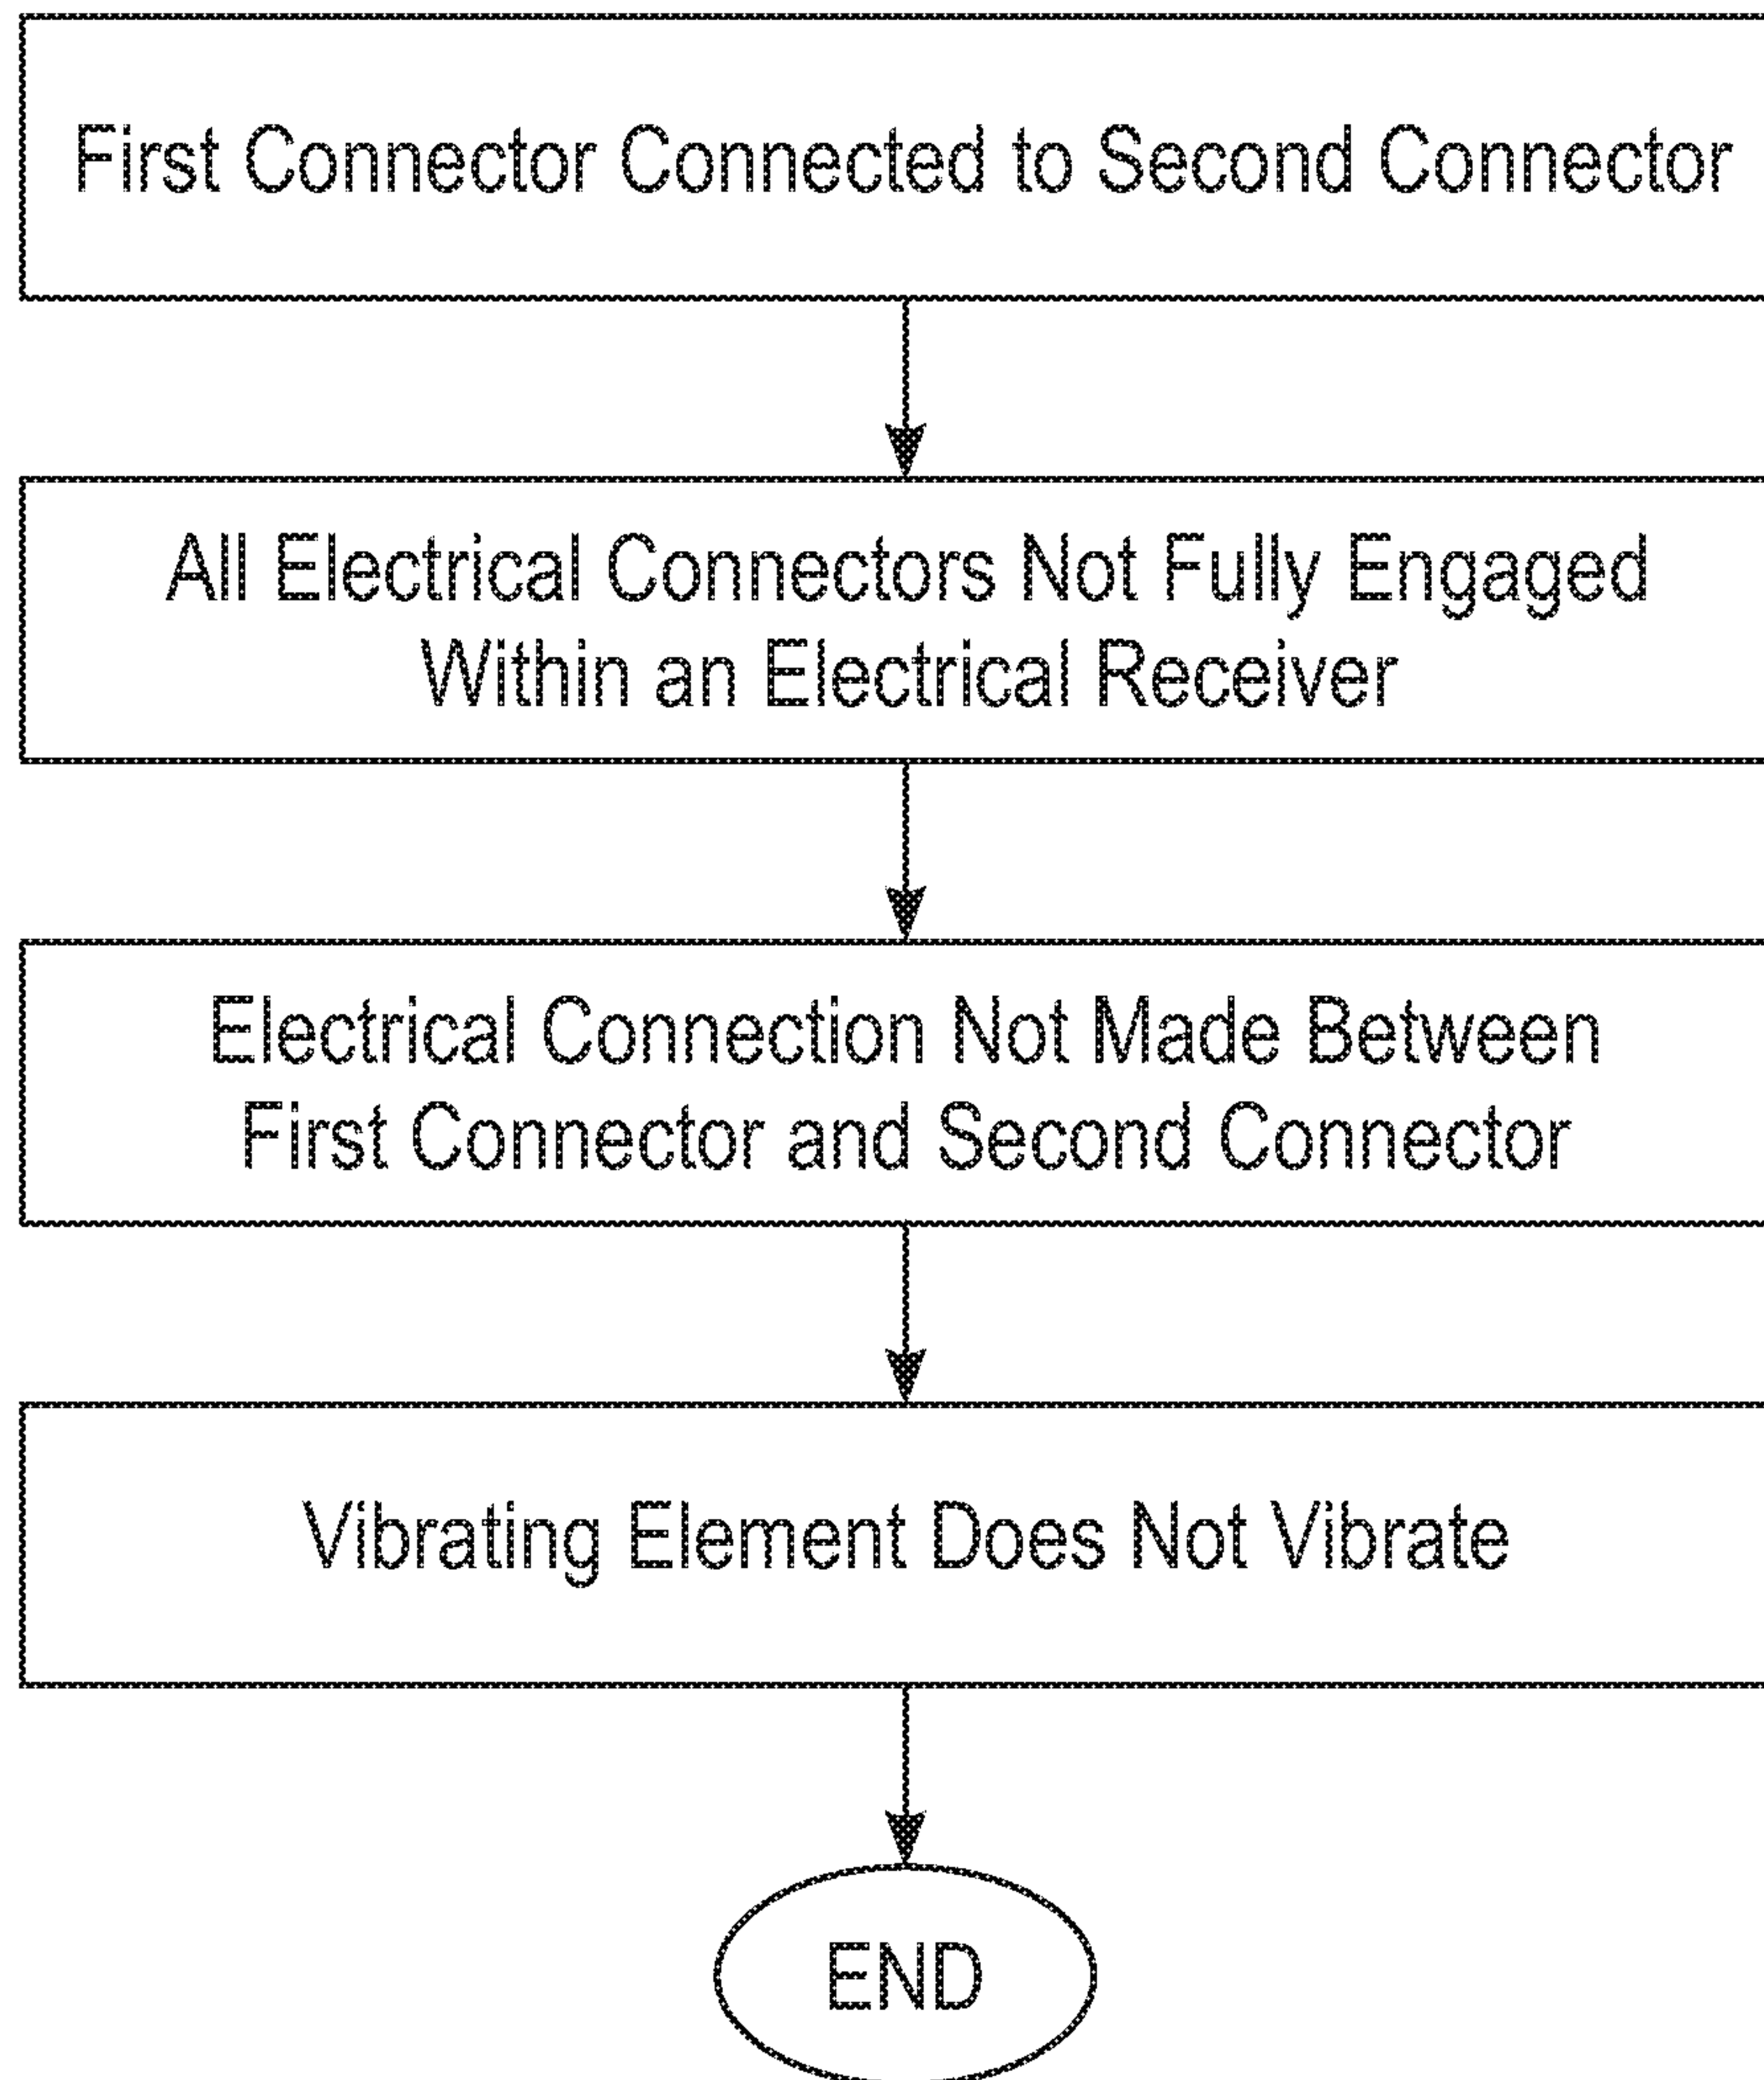 First Connector Connected to Second Connector
All Electrical Connectors Not Fully Engaged
Within an Electrical Receiver
Electrical Connection Not Made Between
First Connector and Second Connector
Vibrating Element Does Not Vibrate
END